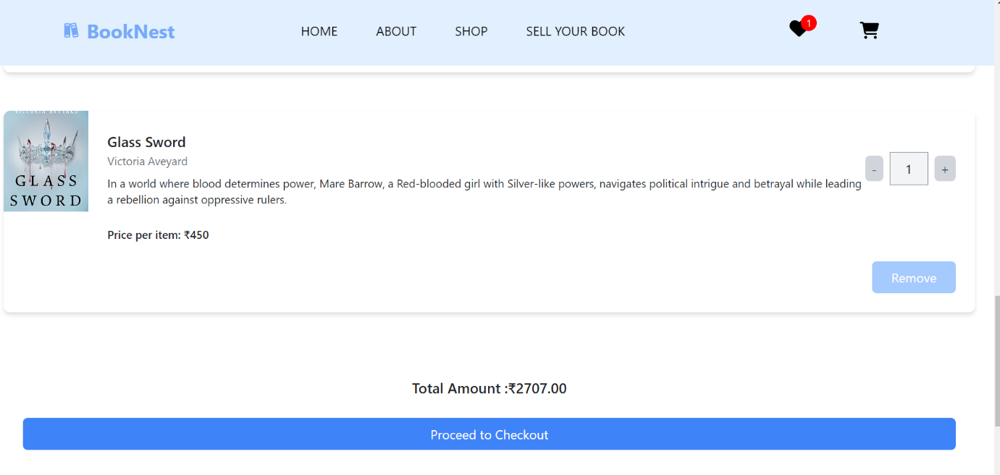 BookNest
HOME
ABOUT
SHOP
SELL YOUR BOOK
1
VICTORIA AVEYARD
GLASS
SWORD
Glass Sword
Victoria Aveyard
In a world where blood determines power, Mare Barrow, a Red-blooded girl with Silver-like powers, navigates political intrigue and betrayal while leading
a rebellion against oppressive rulers.
Price per item: ₹450
-
1
+
Remove
Total Amount :₹2707.00
Proceed to Checkout